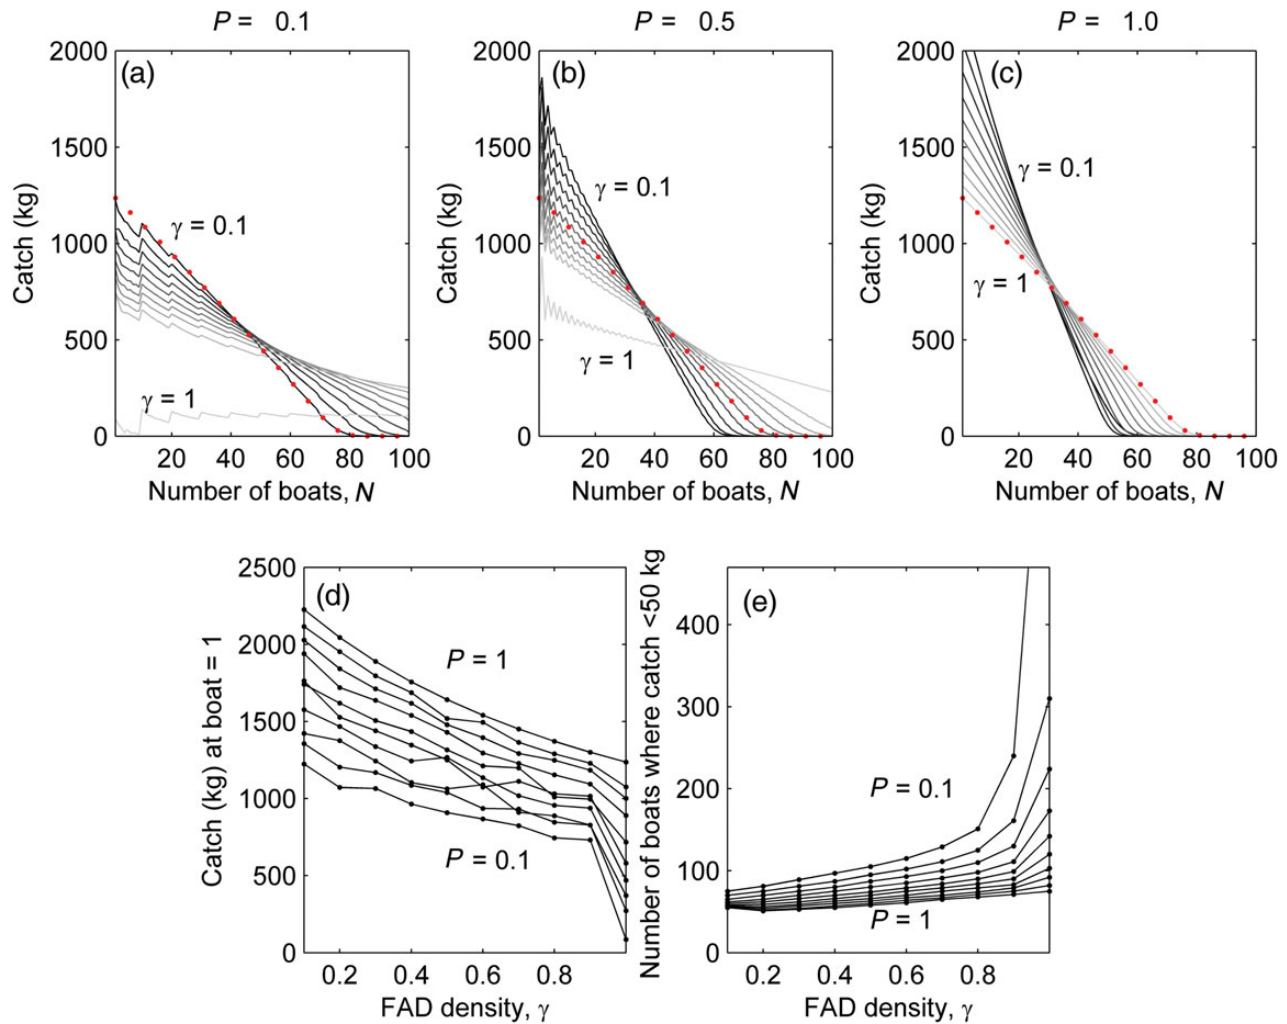 P = 0.1
P = 0.5
P = 1.0
(a)
2000
1500
1000
500
0
20 40 60 80 100
Catch (kg)
Number of boats, N
γ = 0.1
γ = 1
(b)
2000
1500
1000
500
0
20 40 60 80 100
Catch (kg)
Number of boats, N
γ = 0.1
γ = 1
(c)
2000
1500
1000
500
0
20 40 60 80 100
Catch (kg)
Number of boats, N
γ = 0.1
γ = 1
(d)
2500
2000
1500
1000
500
0
0.2 0.4 0.6 0.8
Catch (kg) at boat = 1
FAD density, γ
P = 1
P = 0.1
(e)
400
300
200
100
0
0.2 0.4 0.6 0.8
Number of boats where catch <50 kg
FAD density, γ
P = 0.1
P = 1